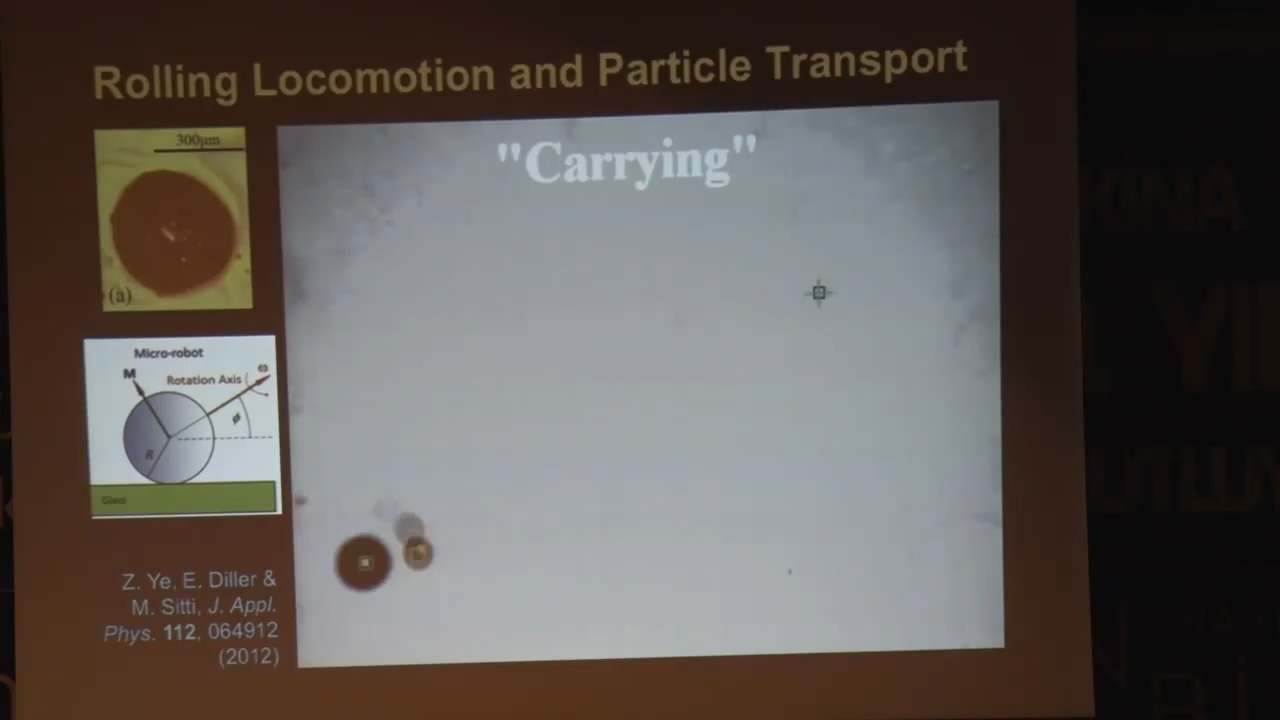 Rolling Locomotion and Particle Transport
300µm
(a)
"Carrying"
Micro-robot
M
Rotation Axis
ω
ϕ
R
Glass
Z. Ye, E. Diller &
M. Sitti, J. Appl.
Phys. 112, 064912
(2012)